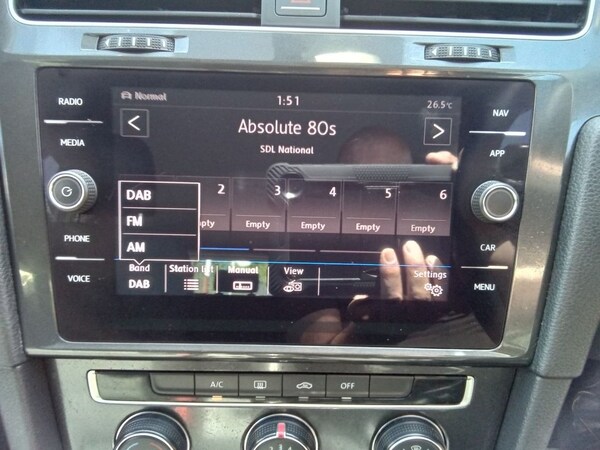 RADIO
MEDIA
PHONE
VOICE
Normal
1:51
26.5°C
Absolute 80s
SDL National
DAB
FM
AM
2 3 4 5 6
pty Empty Empty Empty Empty
Band Station list Manual View Settings
DAB
NAV
APP
CAR
MENU
A/C OFF